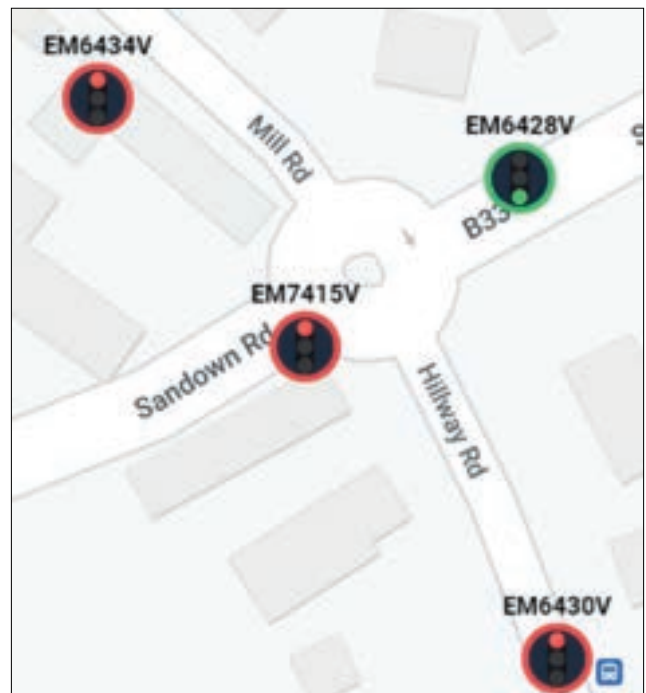 EM6434V
Mill Rd
EM6428V
B33
EM7415V
Sandown Rd
Hillway Rd
EM6430V